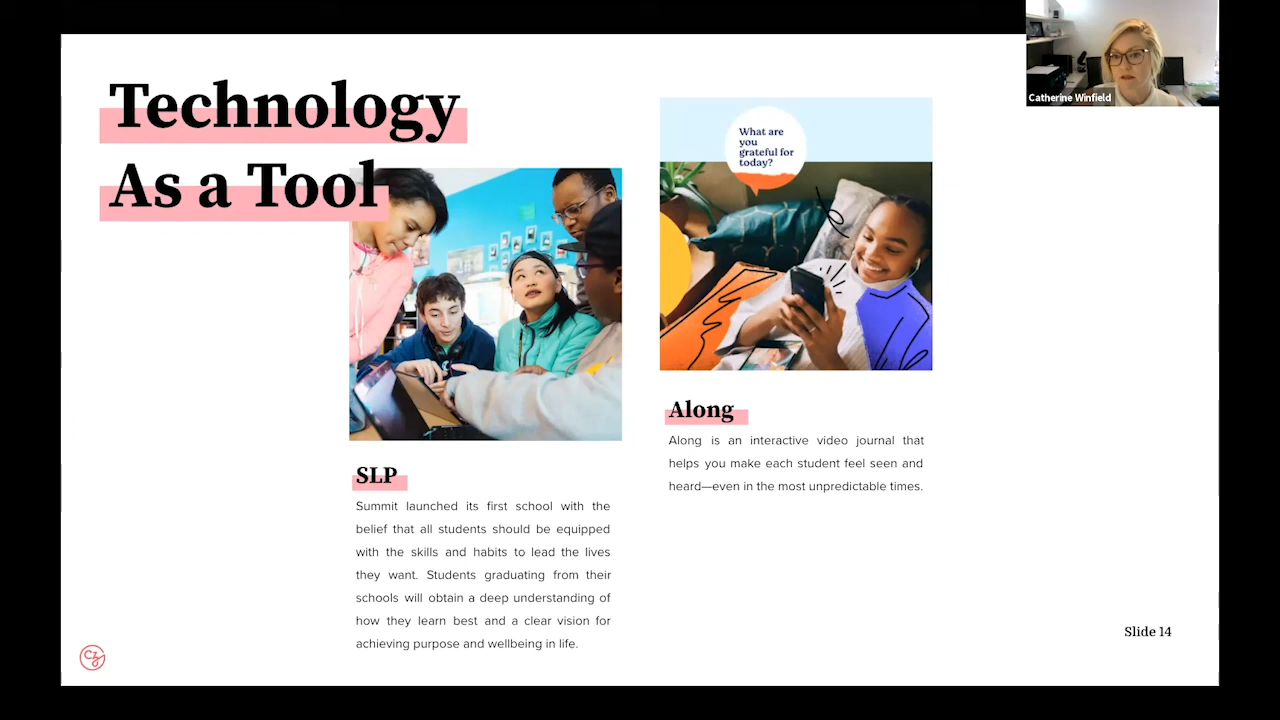 Technology
As a Tool
What are
you
grateful for
today?
Catherine Winfield
SLP
Summit launched its first school with the
belief that all students should be equipped
with the skills and habits to lead the lives
they want. Students graduating from their
schools will obtain a deep understanding of
how they learn best and a clear vision for
achieving purpose and wellbeing in life.
Along
Along is an interactive video journal that
helps you make each student feel seen and
heard—even in the most unpredictable times.
CZ
Slide 14